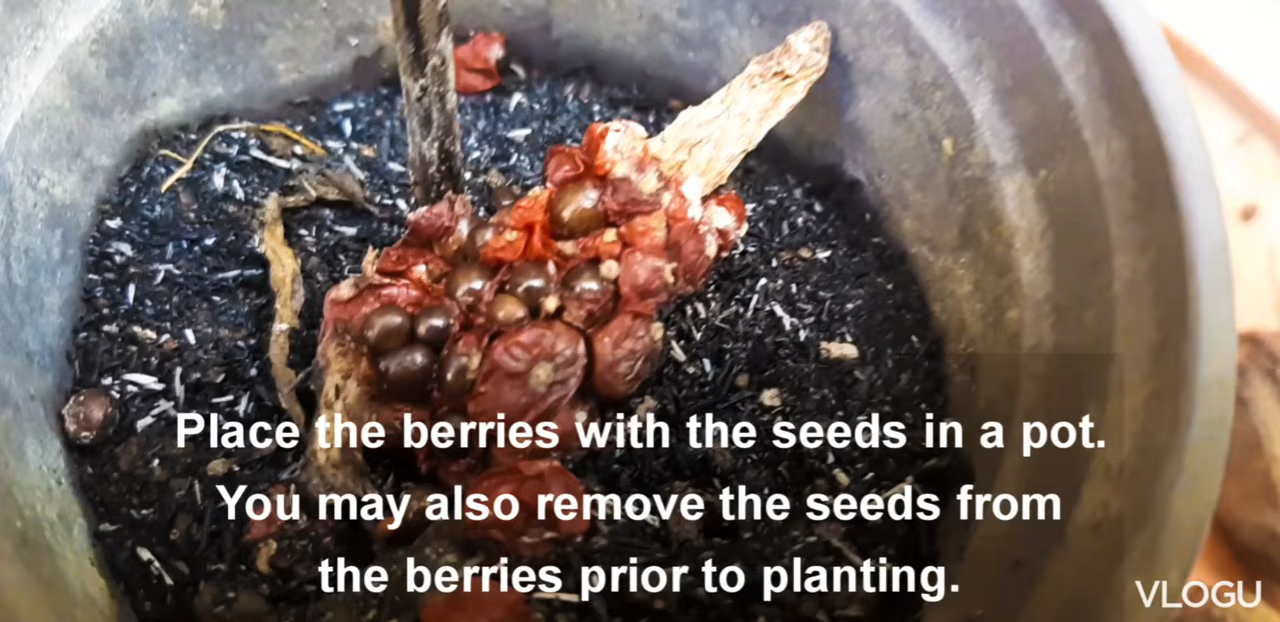 Place the berries with the seeds in a pot.
You may also remove the seeds from
the berries prior to planting.
VLOGU